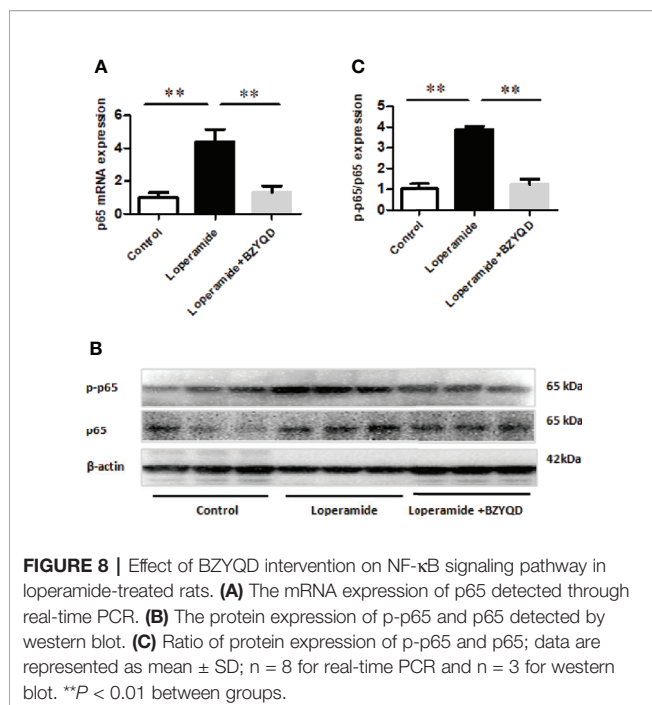 A
C
** **
** **
p65 mRNA expression
6
4
2
0
Control
Loperamide
Loperamide+BZYQD
p-p65/p65 expression
5
4
3
2
1
0
Control
Loperamide
Loperamide+BZYQD
B
p-p65 65 kDa
p65 65 kDa
β-actin 42kDa
Control Loperamide Loperamide +BZYQD
FIGURE 8 | Effect of BZYQD intervention on NF-κB signaling pathway in
loperamide-treated rats. (A) The mRNA expression of p65 detected through
real-time PCR. (B) The protein expression of p-p65 and p65 detected by
western blot. (C) Ratio of protein expression of p-p65 and p65; data are
represented as mean ± SD; n = 8 for real-time PCR and n = 3 for western
blot. **P < 0.01 between groups.